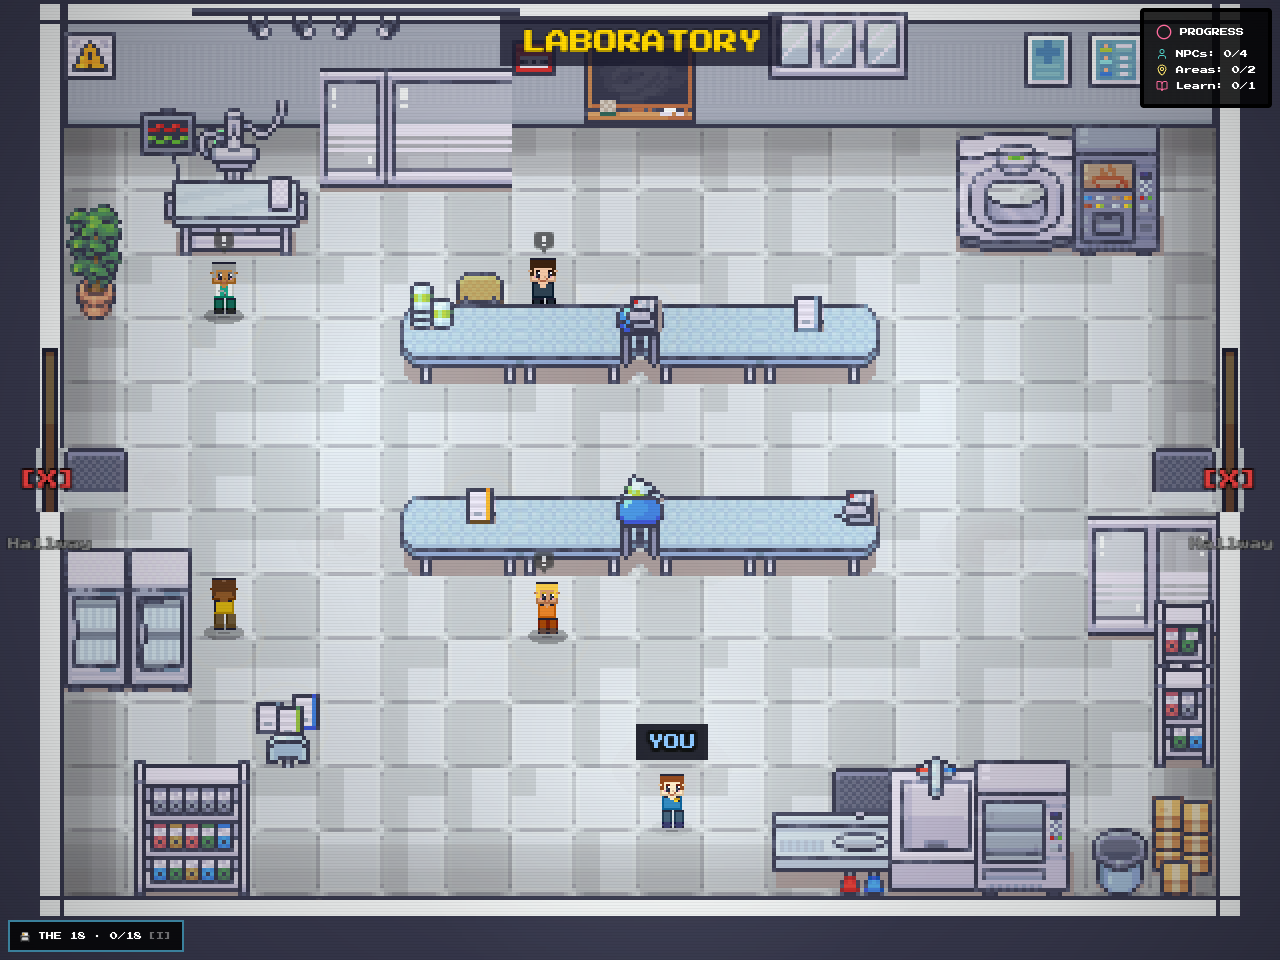 LABORATORY
PROGRESS
NPCs: 0/4
Areas: 0/2
Learn: 0/1
!
!
[X]
[X]
Hallway
Hallway
!
YOU
THE 18 · 0/18 [I]